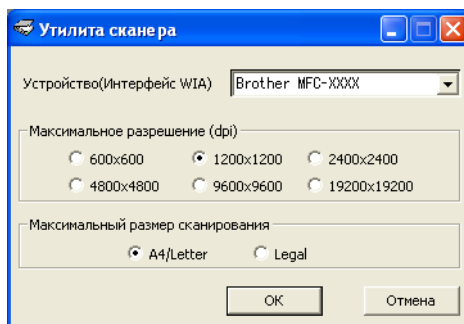 Утилита сканера
Устройство(Интерфейс WIA) Brother MFC-XXXX
Максимальное разрешение (dpi)
600x600 1200x1200 2400x2400
4800x4800 9600x9600 19200x19200
Максимальный размер сканирования
A4/Letter Legal
OK Отмена